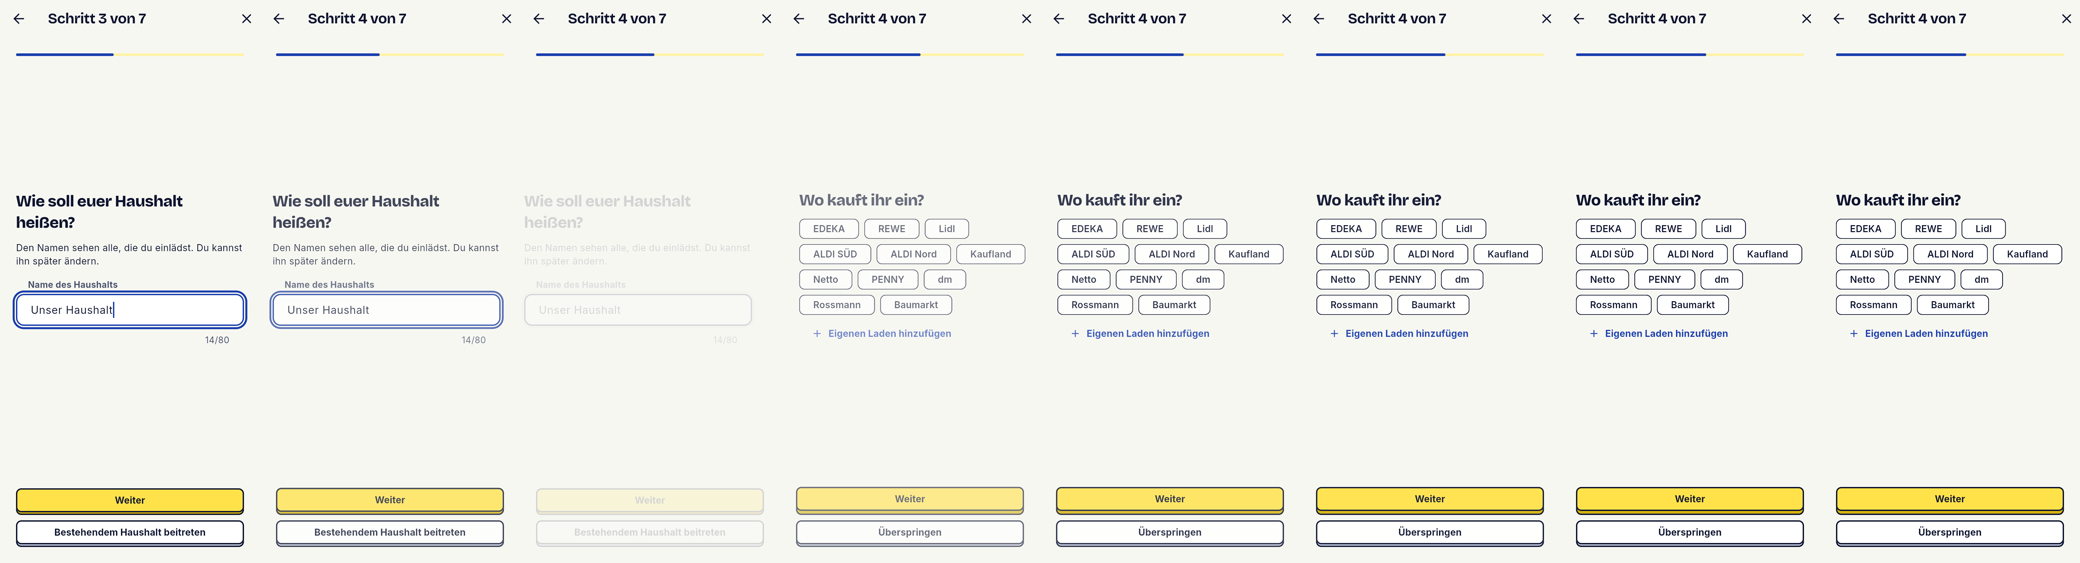 Schritt 3 von 7
Wie soll euer Haushalt
heißen?
Den Namen sehen alle, die du einlädst. Du kannst
ihn später ändern.
Name des Haushalts
Unser Haushalt
14/80
Weiter
Bestehendem Haushalt beitreten
Schritt 4 von 7
Wie soll euer Haushalt
heißen?
Den Namen sehen alle, die du einlädst. Du kannst
ihn später ändern.
Name des Haushalts
Unser Haushalt
14/80
Weiter
Bestehendem Haushalt beitreten
Schritt 4 von 7
Wie soll euer Haushalt
heißen?
Den Namen sehen alle, die du einlädst. Du kannst
ihn später ändern.
Name des Haushalts
Unser Haushalt
14/80
Weiter
Bestehendem Haushalt beitreten
Schritt 4 von 7
Wo kauft ihr ein?
EDEKA REWE Lidl
ALDI SÜD ALDI Nord Kaufland
Netto PENNY dm
Rossmann Baumarkt
+ Eigenen Laden hinzufügen
Weiter
Überspringen
Schritt 4 von 7
Wo kauft ihr ein?
EDEKA REWE Lidl
ALDI SÜD ALDI Nord Kaufland
Netto PENNY dm
Rossmann Baumarkt
+ Eigenen Laden hinzufügen
Weiter
Überspringen
Schritt 4 von 7
Wo kauft ihr ein?
EDEKA REWE Lidl
ALDI SÜD ALDI Nord Kaufland
Netto PENNY dm
Rossmann Baumarkt
+ Eigenen Laden hinzufügen
Weiter
Überspringen
Schritt 4 von 7
Wo kauft ihr ein?
EDEKA REWE Lidl
ALDI SÜD ALDI Nord Kaufland
Netto PENNY dm
Rossmann Baumarkt
+ Eigenen Laden hinzufügen
Weiter
Überspringen
Schritt 4 von 7
Wo kauft ihr ein?
EDEKA REWE Lidl
ALDI SÜD ALDI Nord Kaufland
Netto PENNY dm
Rossmann Baumarkt
+ Eigenen Laden hinzufügen
Weiter
Überspringen